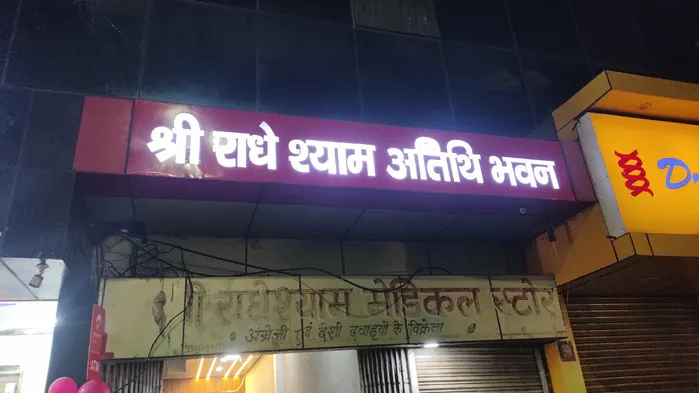 श्री राधे श्याम अतिथि भवन
श्री राधेश्याम मेडिकल स्टोर
अंग्रेजी एवं देशी दवाइयों के विक्रेता
D.